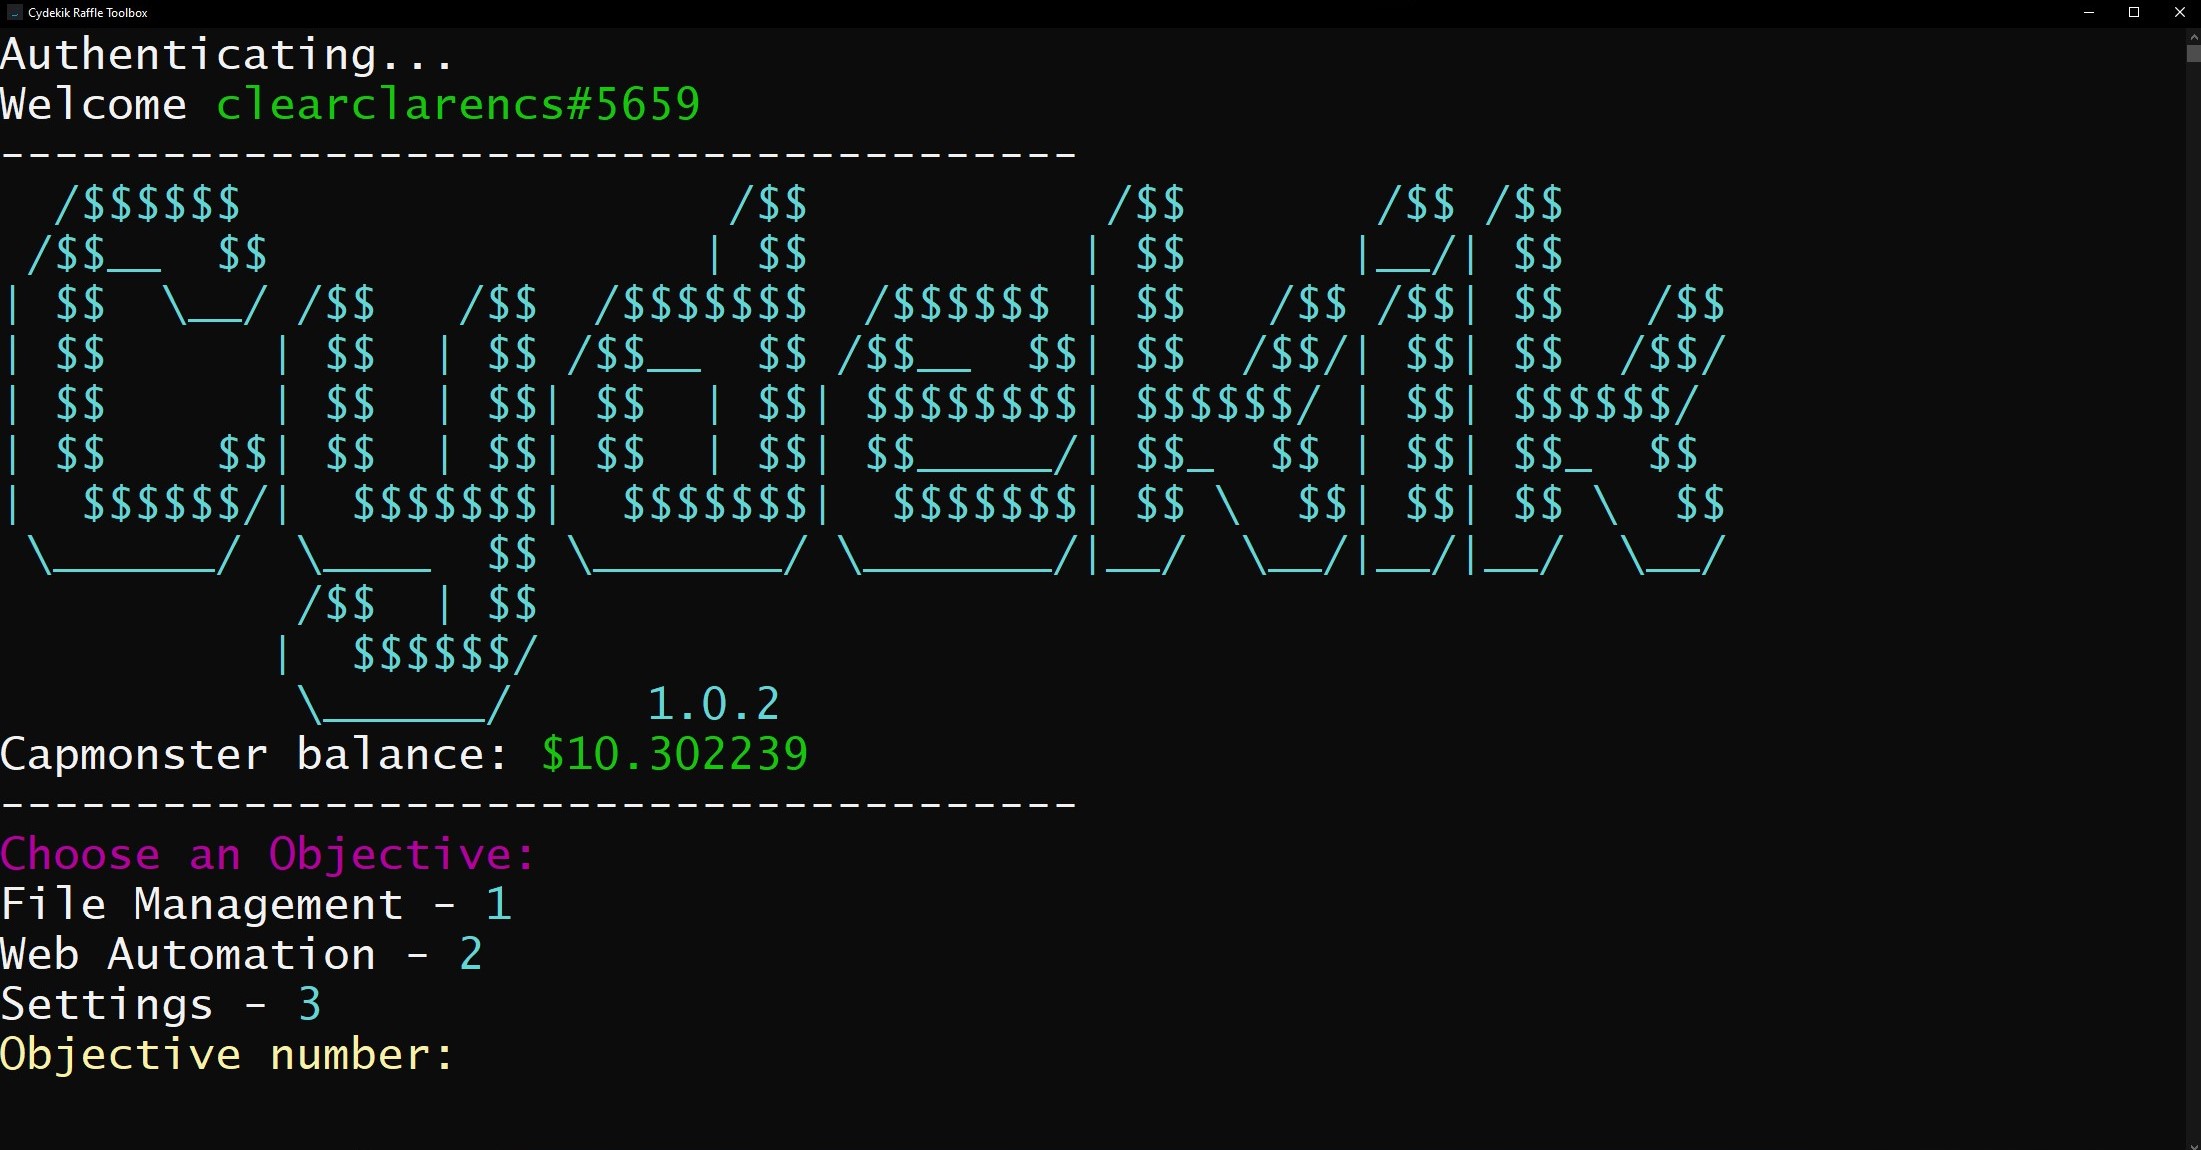 Cydekik Raffle Toolbox
Authenticating...
Welcome clearclarencs#5659
----------------------------------------
  /$$$$$$                  /$$           /$$       /$$ /$$
 /$$__  $$                | $$          | $$      |__/| $$
| $$  \__/ /$$   /$$  /$$$$$$$  /$$$$$$ | $$   /$$ /$$| $$   /$$
| $$      | $$  | $$ /$$__  $$ /$$__  $$| $$  /$$/| $$| $$  /$$/
| $$      | $$  | $$| $$  | $$| $$$$$$$$| $$$$$$/ | $$| $$$$$$/
| $$    $$| $$  | $$| $$  | $$| $$_____/| $$_  $$ | $$| $$_  $$
|  $$$$$$/|  $$$$$$$|  $$$$$$$|  $$$$$$$| $$ \  $$| $$| $$ \  $$
 \______/  \____  $$ \_______/ \_______/|__/  \__/|__/|__/  \__/
           /$$  | $$
          |  $$$$$$/
           \______/     1.0.2
Capmonster balance: $10.302239
----------------------------------------
Choose an Objective:
File Management - 1
Web Automation - 2
Settings - 3
Objective number: